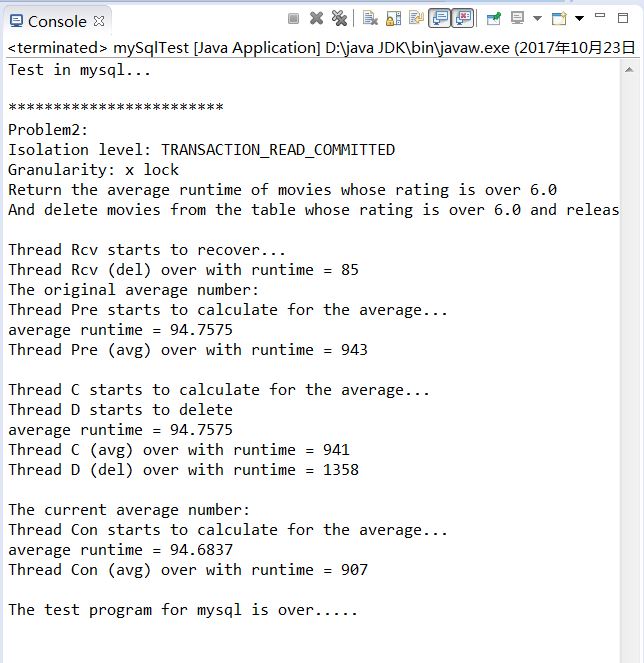 Console
<terminated> mySqlTest [Java Application] D:\java JDK\bin\javaw.exe (2017年10月23日
Test in mysql...
************************
Problem2:
Isolation level: TRANSACTION_READ_COMMITTED
Granularity: x lock
Return the average runtime of movies whose rating is over 6.0
And delete movies from the table whose rating is over 6.0 and releas
Thread Rcv starts to recover...
Thread Rcv (del) over with runtime = 85
The original average number:
Thread Pre starts to calculate for the average...
average runtime = 94.7575
Thread Pre (avg) over with runtime = 943
Thread C starts to calculate for the average...
Thread D starts to delete
average runtime = 94.7575
Thread C (avg) over with runtime = 941
Thread D (del) over with runtime = 1358
The current average number:
Thread Con starts to calculate for the average...
average runtime = 94.6837
Thread Con (avg) over with runtime = 907
The test program for mysql is over.....